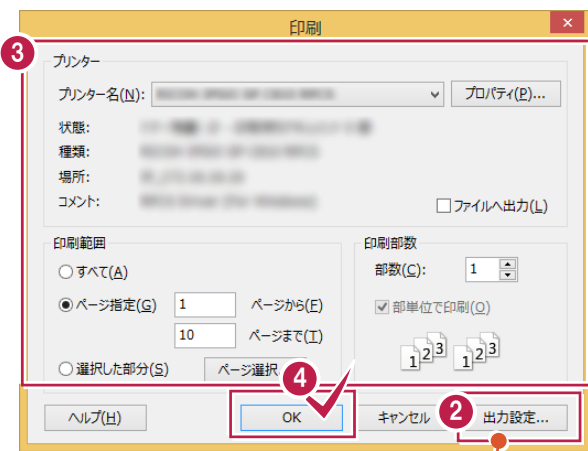 印刷
3
プリンター
プリンター名(N):
プロパティ(P)...
状態:
種類:
場所:
コメント:
ファイルへ出力(L)
印刷範囲
すべて(A)
ページ指定(G) 1 ページから(F)
10 ページまで(T)
選択した部分(S) ページ選択
印刷部数
部数(C): 1
部単位で印刷(O)
1 2 3 1 2 3
4
2
ヘルプ(H) OK キャンセル 出力設定...